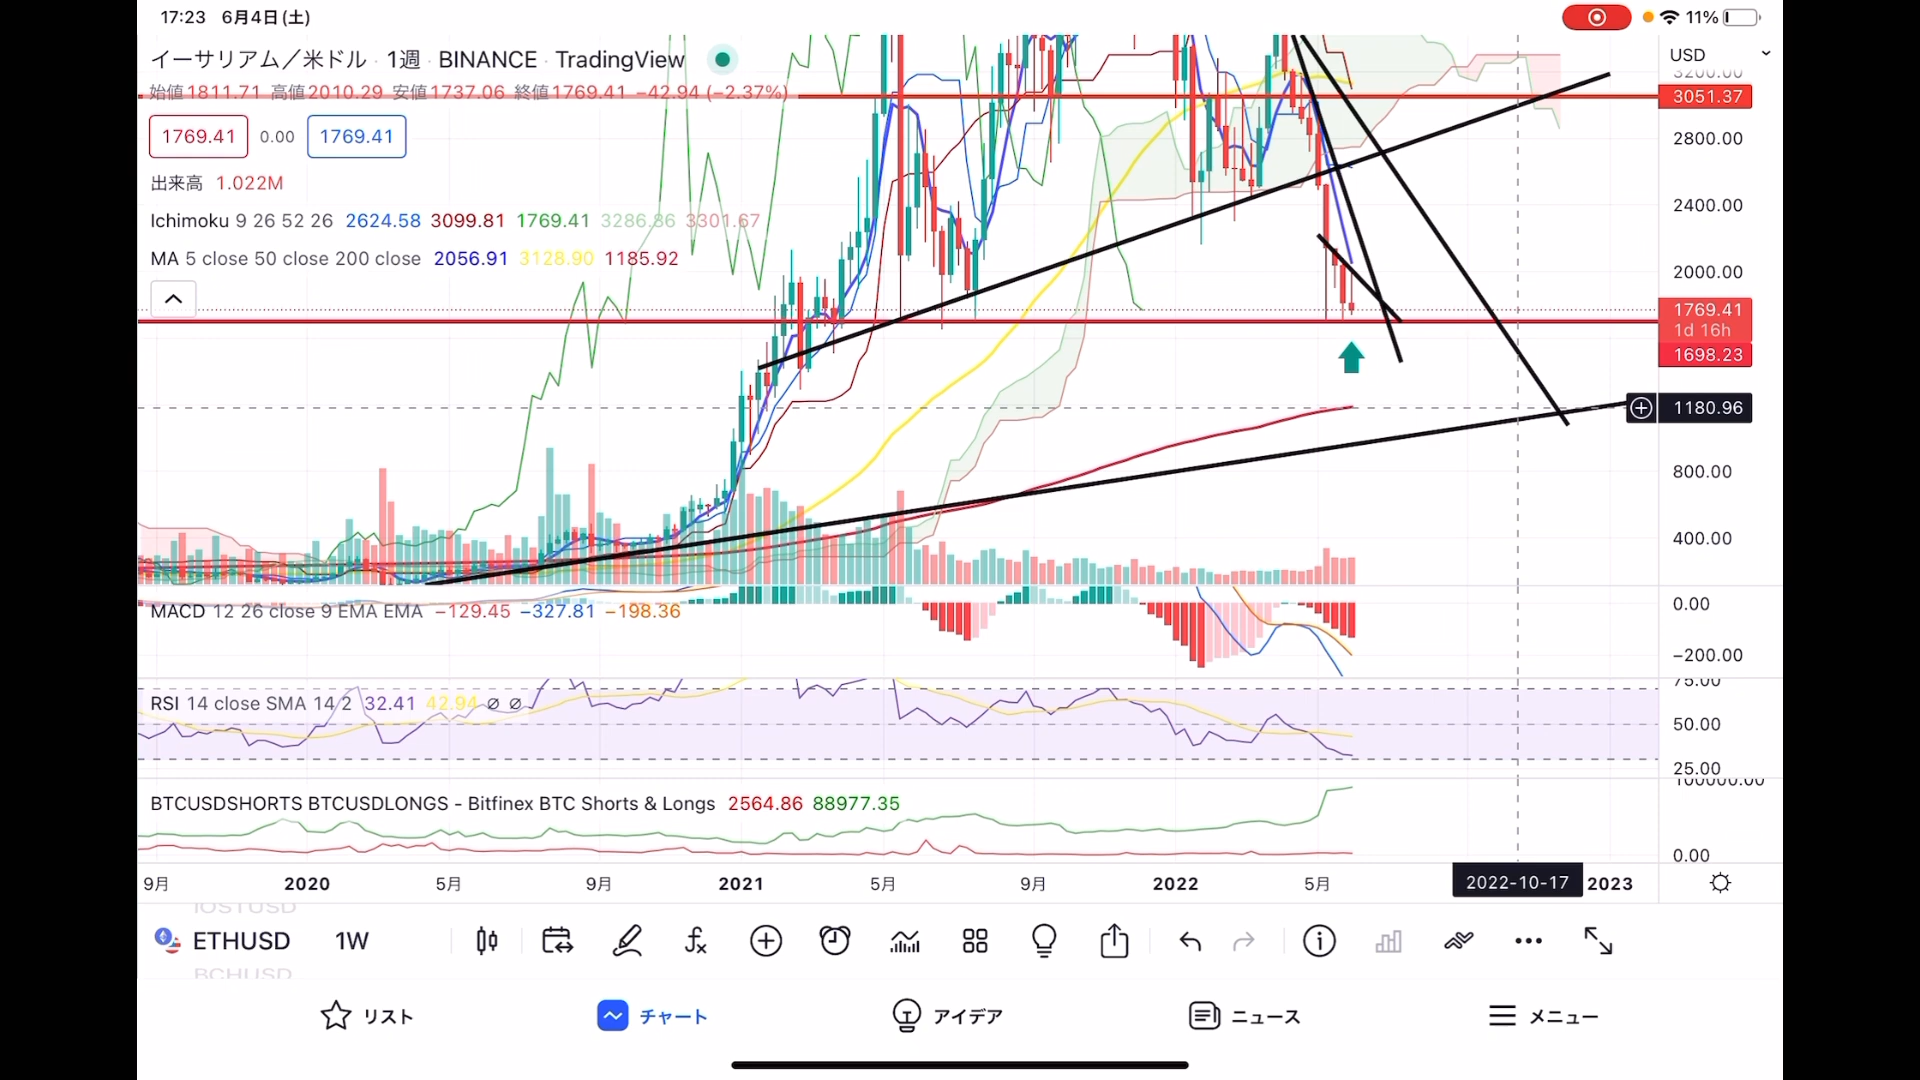 17:23 6月4日(土)
11%
イーサリアム／米ドル · 1週 · BINANCE · TradingView
USD
3200.00
始値1811.71 高値2010.29 安値1737.06 終値1769.41 −42.94 (−2.37%)
3051.37
1769.41 0.00 1769.41
2800.00
出来高 1.022M
2400.00
Ichimoku 9 26 52 26 2624.58 3099.81 1769.41 3286.86 3301.67
MA 5 close 50 close 200 close 2056.91 3128.90 1185.92
2000.00
1769.41
1d 16h
1698.23
1180.96
800.00
400.00
MACD 12 26 close 9 EMA EMA −129.45 −327.81 −198.36
0.00
−200.00
75.00
RSI 14 close SMA 14 2 32.41 42.94 ∅ ∅
50.00
25.00
100000.00
BTCUSDSHORTS BTCUSDLONGS - Bitfinex BTC Shorts & Longs 2564.86 88977.35
0.00
9月 2020 5月 9月 2021 5月 9月 2022 5月 2022-10-17 2023
IOSTUSD
ETHUSD 1W
BCHUSD
リスト チャート アイデア ニュース メニュー